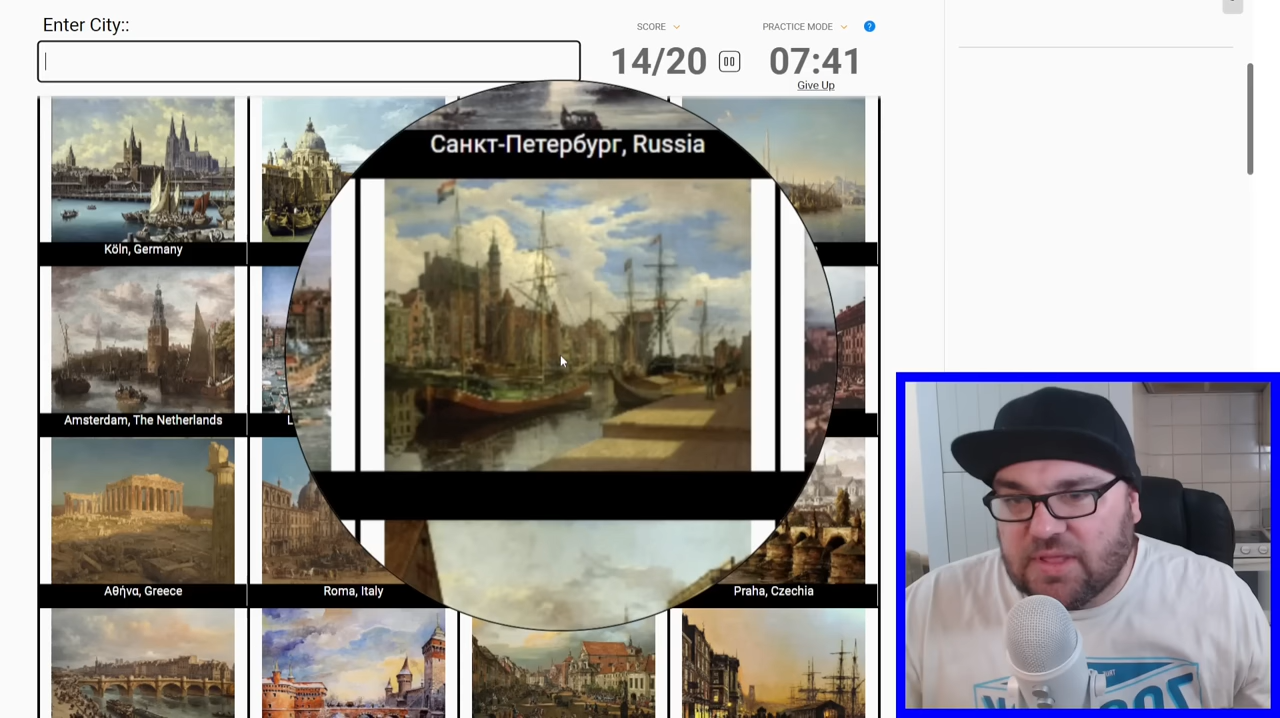 Enter City::
SCORE
PRACTICE MODE
?
14/20
07:41
Give Up
Санкт-Петербург, Russia
Köln, Germany
Amsterdam, The Netherlands
L
Αθήνα, Greece
Roma, Italy
Praha, Czechia